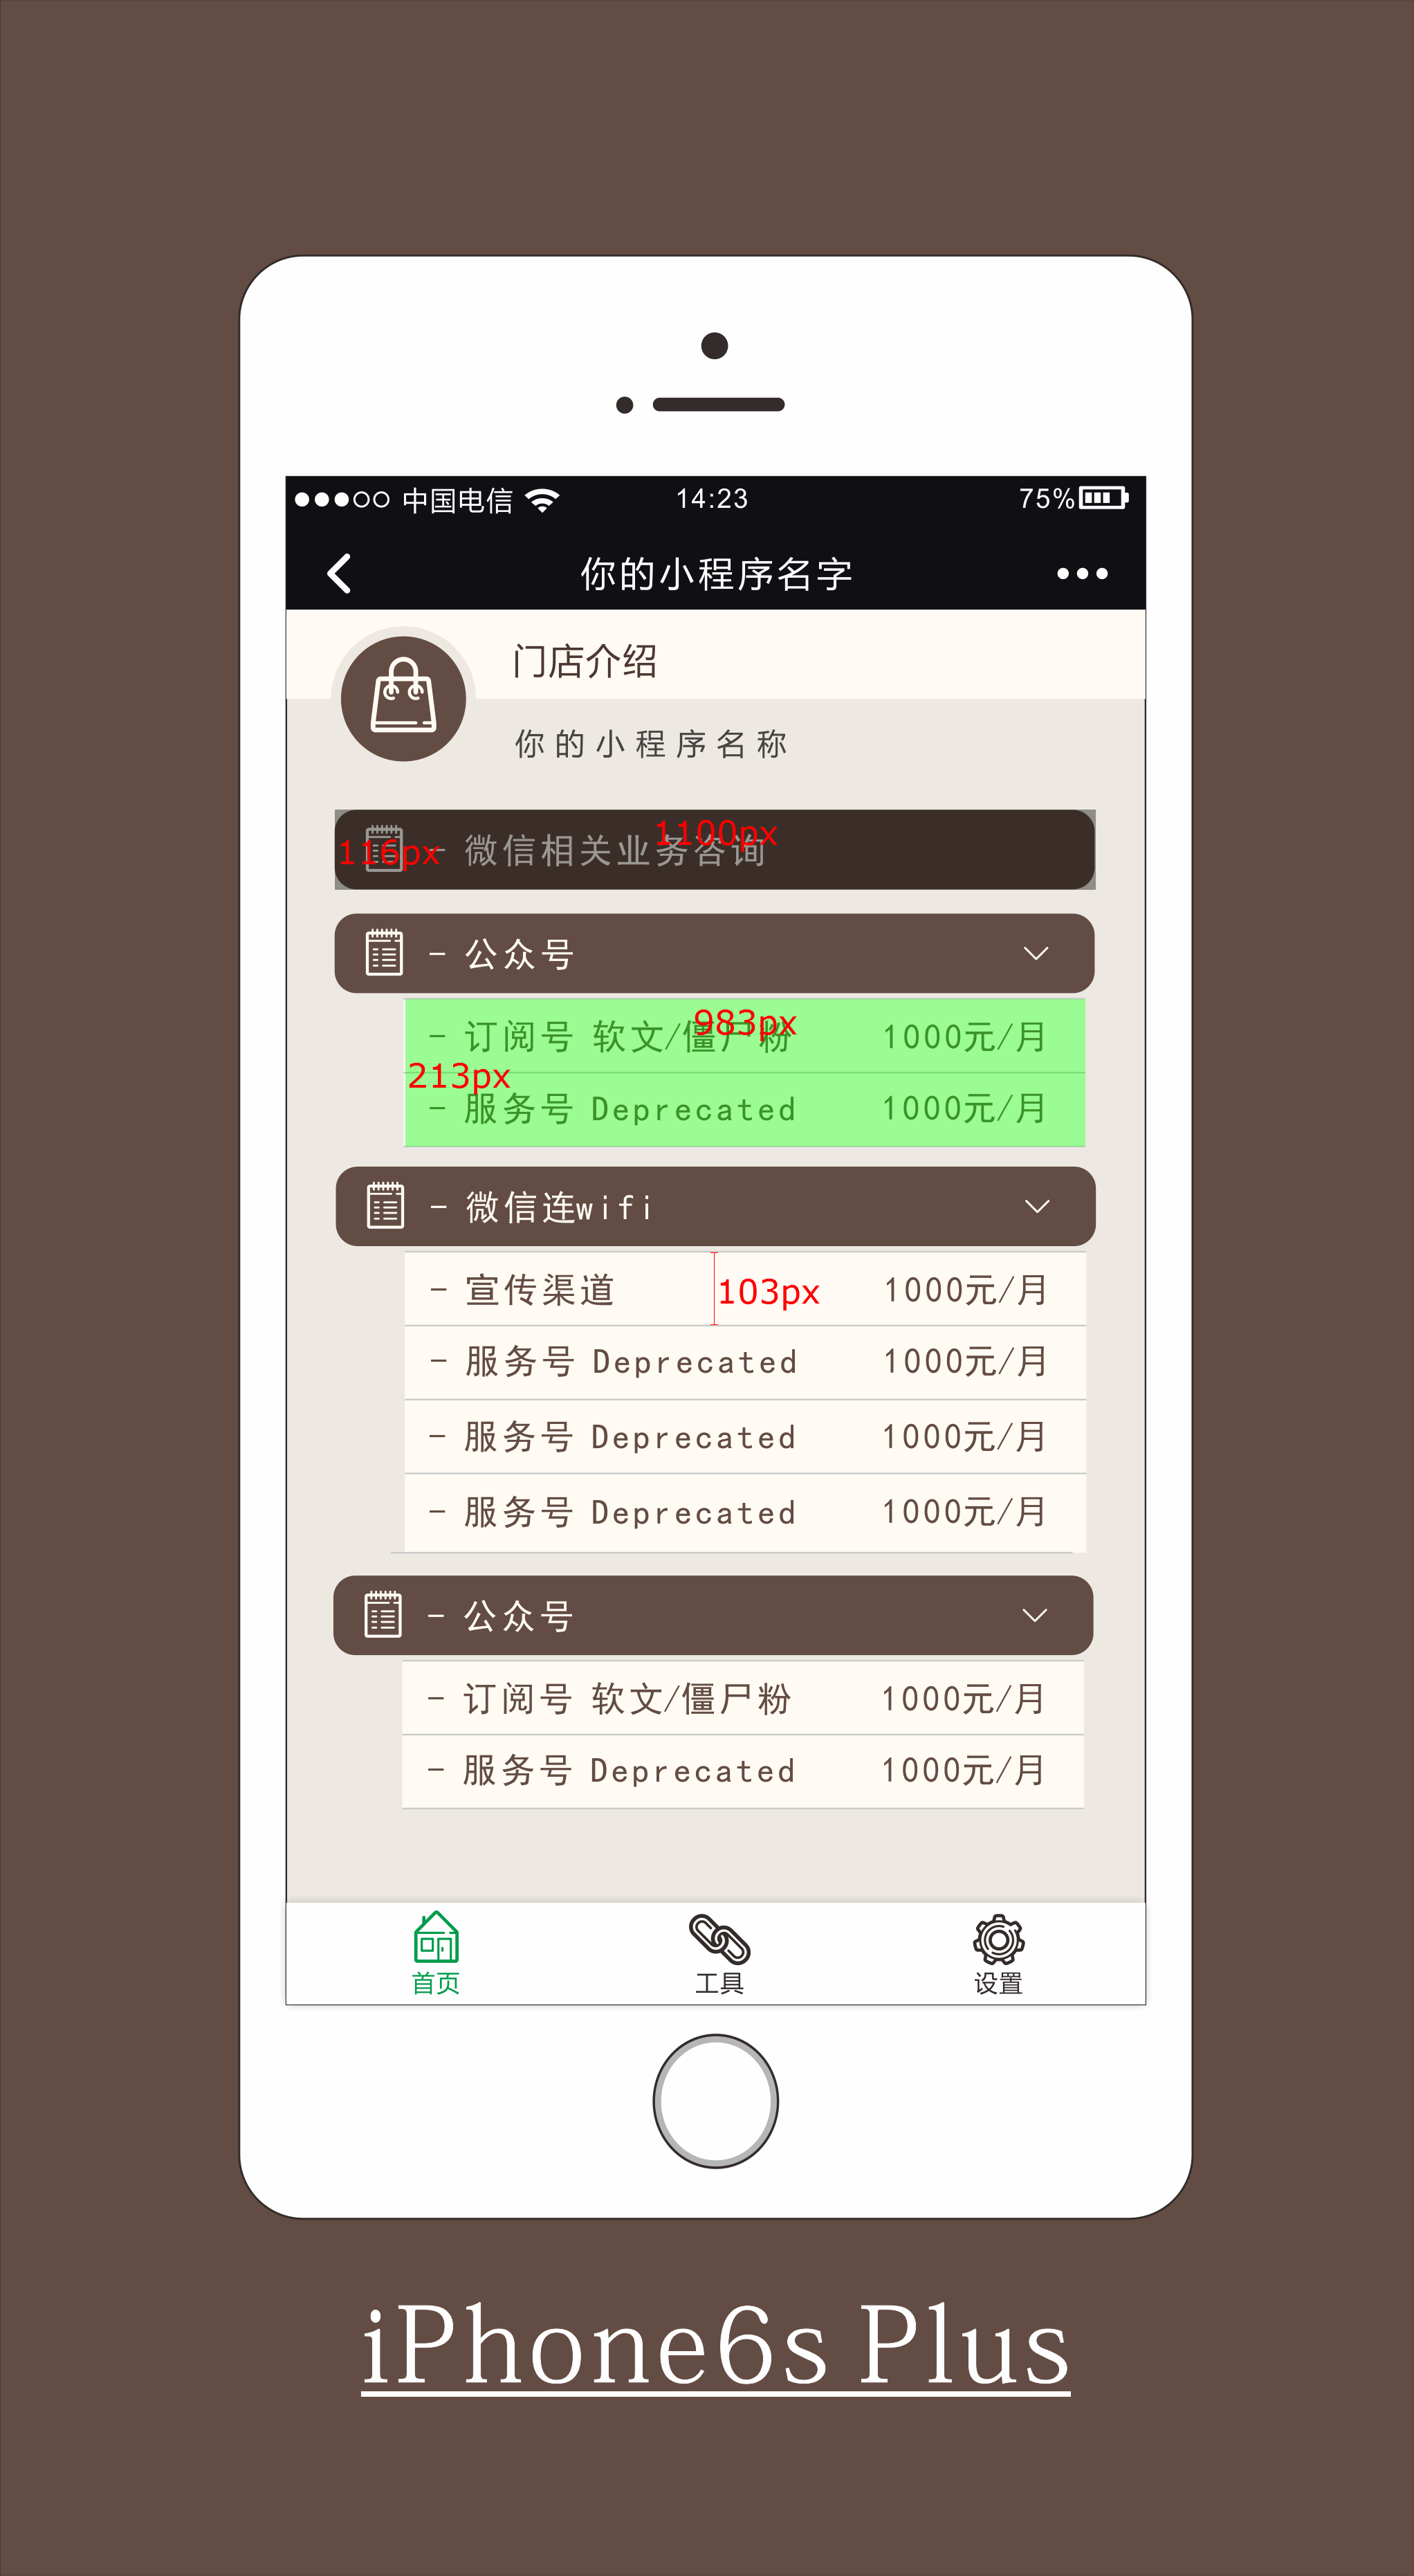 中国电信 14:23 75%
你的小程序名字
门店介绍
你的小程序名称
1100px
116px - 微信相关业务咨询
- 公众号
983px
- 订阅号 软文/僵尸粉 1000元/月
213px
- 服务号 Deprecated 1000元/月
- 微信连wifi
- 宣传渠道 103px 1000元/月
- 服务号 Deprecated 1000元/月
- 服务号 Deprecated 1000元/月
- 服务号 Deprecated 1000元/月
- 公众号
- 订阅号 软文/僵尸粉 1000元/月
- 服务号 Deprecated 1000元/月
首页 工具 设置
iPhone6s Plus